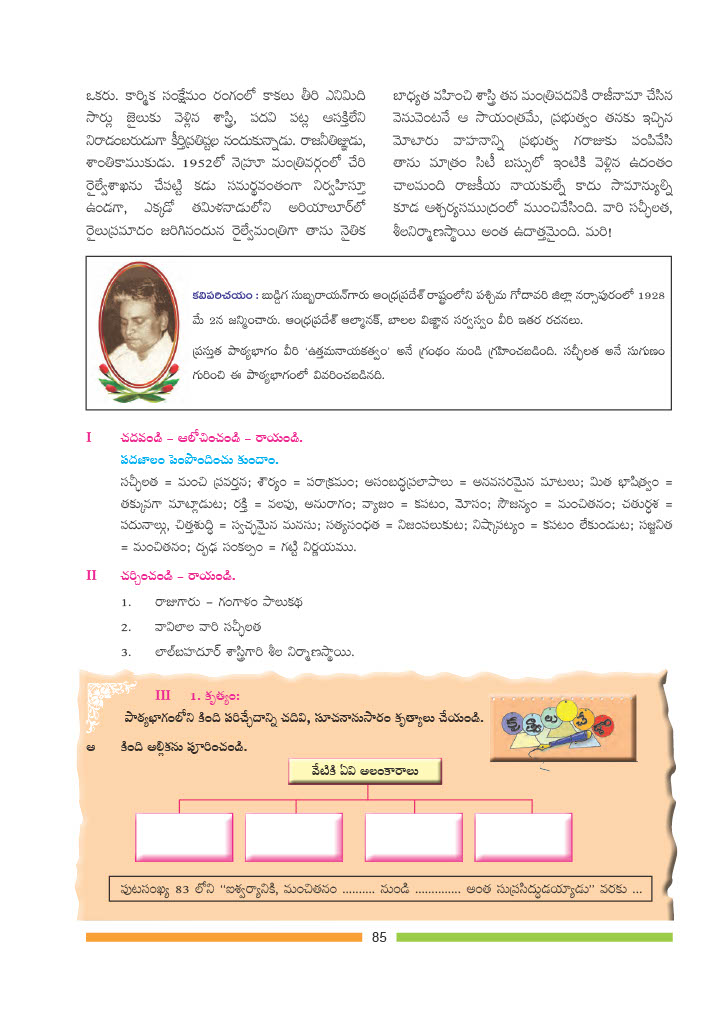 ఒకరు. కార్మిక సంక్షేమం రంగంలో కాకలు తీరి ఎనిమిది
సార్లు జైలుకు వెళ్లిన శాస్త్రి, పదవి పట్ల ఆసక్తిలేని
నిరాడంబరుడుగా కీర్తిప్రతిష్టల నందుకున్నాడు. రాజనీతిజ్ఞుడు,
శాంతికాముకుడు. 1952లో నెహ్రూ మంత్రివర్గంలో చేరి
రైల్వేశాఖను చేపట్టి కడు సమర్థవంతంగా నిర్వహిస్తూ
ఉండగా, ఎక్కడో తమిళనాడులోని అరియాలూర్‌లో
రైలుప్రమాదం జరిగినందున రైల్వేమంత్రిగా తాను నైతిక
బాధ్యత వహించి శాస్త్రి తన మంత్రిపదవికి రాజీనామా చేసిన
వెనువెంటనే ఆ సాయంత్రమే, ప్రభుత్వం తనకు ఇచ్చిన
మోటారు వాహనాన్ని ప్రభుత్వ గరాజుకు పంపివేసి
తాను మాత్రం సిటీ బస్సులో ఇంటికి వెళ్లిన ఉదంతం
చాలమంది రాజకీయ నాయకుల్నే కాదు సామాన్యుల్ని
కూడ ఆశ్చర్యసముద్రంలో ముంచివేసింది. వారి సచ్ఛీలత,
శీలనిర్మాణస్థాయి అంత ఉదాత్తమైంది. మరి!
కవిపరిచయం : బుడ్డిగ సుబ్బరాయన్‌గారు ఆంధ్రప్రదేశ్ రాష్ట్రంలోని పశ్చిమ గోదావరి జిల్లా నర్సాపురంలో 1928
మే 2న జన్మించారు. ఆంధ్రప్రదేశ్ ఆల్మానక్, బాలల విజ్ఞాన సర్వస్వం వీరి ఇతర రచనలు.
ప్రస్తుత పాఠ్యభాగం వీరి ‘ఉత్తమనాయకత్వం’ అనే గ్రంథం నుండి గ్రహించబడింది. సచ్ఛీలత అనే సుగుణం
గురించి ఈ పాఠ్యభాగంలో వివరించబడినది.
I చదవండి – ఆలోచించండి – రాయండి.
పదజాలం పెంపొందించు కుందాం.
సచ్ఛీలత = మంచి ప్రవర్తన; శౌర్యం = పరాక్రమం; అసంబద్ధప్రలాపాలు = అనవసరమైన మాటలు; మిత భాషిత్వం =
తక్కువగా మాట్లాడుట; రక్తి = వలపు, అనురాగం; వ్యాజం = కపటం, మోసం; సౌజన్యం = మంచితనం; చతుర్దశ =
పదునాల్గు, చిత్తశుద్ధి = స్వచ్ఛమైన మనసు; సత్యసంధత = నిజంపలుకుట; నిష్కాపట్యం = కపటం లేకుండుట; సజ్జనిత
= మంచితనం; దృఢ సంకల్పం = గట్టి నిర్ణయము.
II చర్చించండి – రాయండి.
1. రాజుగారు – గంగాళం పాలుకథ
2. వావిలాల వారి సచ్ఛీలత
3. లాల్‌బహదూర్ శాస్త్రిగారి శీల నిర్మాణస్థాయి.
III 1. కృత్యం:
పాఠ్యభాగంలోని కింది పరిచ్ఛేదాన్ని చదివి, సూచనానుసారం కృత్యాలు చేయండి.
ఆ కింది అల్లికను పూరించండి.
వేటికి ఏవి అలంకారాలు
పుటసంఖ్య 83 లోని “ఐశ్వర్యానికి, మంచితనం .......... నుండి .............. అంత సుప్రసిద్ధుడయ్యాడు” వరకు ...
85